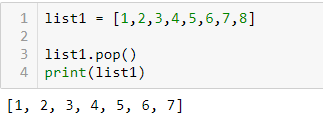 1 list1 = [1,2,3,4,5,6,7,8]
2
3 list1.pop()
4 print(list1)
[1, 2, 3, 4, 5, 6, 7]